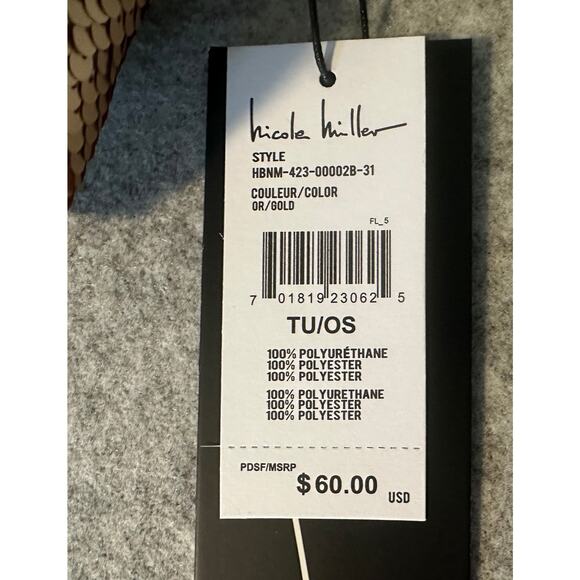 Nicole Miller
STYLE
HBNM-423-00002B-31
COULEUR/COLOR
OR/GOLD
FL_5
7 01819 23062 5
TU/OS
100% POLYURÉTHANE
100% POLYESTER
100% POLYESTER
100% POLYURETHANE
100% POLYESTER
100% POLYESTER
PDSF/MSRP
$60.00 USD